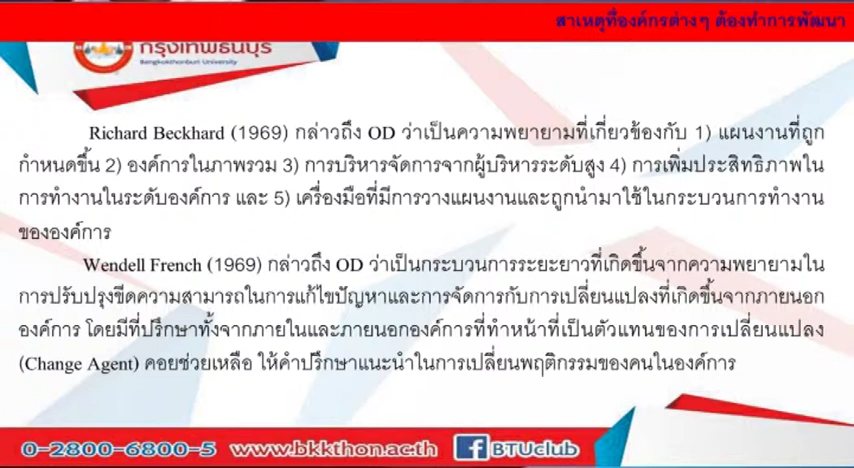 สาเหตุที่องค์กรต่างๆ ต้องทำการพัฒนา
กรุงเทพธนบุรี
Bangkokthonburi University
Richard Beckhard (1969) กล่าวถึง OD ว่าเป็นความพยายามที่เกี่ยวข้องกับ 1) แผนงานที่ถูก
กำหนดขึ้น 2) องค์การในภาพรวม 3) การบริหารจัดการจากผู้บริหารระดับสูง 4) การเพิ่มประสิทธิภาพใน
การทำงานในระดับองค์การ และ 5) เครื่องมือที่มีการวางแผนงานและถูกนำมาใช้ในกระบวนการทำงาน
ขององค์การ
Wendell French (1969) กล่าวถึง OD ว่าเป็นกระบวนการระยะยาวที่เกิดขึ้นจากความพยายามใน
การปรับปรุงขีดความสามารถในการแก้ไขปัญหาและการจัดการกับการเปลี่ยนแปลงที่เกิดขึ้นจากภายนอก
องค์การ โดยมีที่ปรึกษาทั้งจากภายในและภายนอกองค์การที่ทำหน้าที่เป็นตัวแทนของการเปลี่ยนแปลง
(Change Agent) คอยช่วยเหลือ ให้คำปรึกษาแนะนำในการเปลี่ยนพฤติกรรมของคนในองค์การ
0-2800-6800-5 www.bkkthon.ac.th f BTUclub